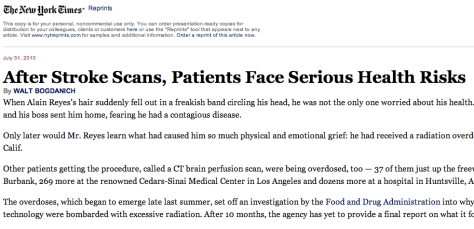 The New York Times Reprints
This copy is for your personal, noncommercial use only. You can order presentation-ready copies for
distribution to your colleagues, clients or customers here or use the "Reprints" tool that appears next to any
article. Visit www.nytreprints.com for samples and additional information. Order a reprint of this article now.
July 31, 2010
After Stroke Scans, Patients Face Serious Health Risks
By WALT BOGDANICH
When Alain Reyes's hair suddenly fell out in a freakish band circling his head, he was not the only one worried about his health.
and his boss sent him home, fearing he had a contagious disease.
Only later would Mr. Reyes learn what had caused him so much physical and emotional grief: he had received a radiation overd
Calif.
Other patients getting the procedure, called a CT brain perfusion scan, were being overdosed, too — 37 of them just up the freew
Burbank, 269 more at the renowned Cedars-Sinai Medical Center in Los Angeles and dozens more at a hospital in Huntsville, A
The overdoses, which began to emerge late last summer, set off an investigation by the Food and Drug Administration into why
technology were bombarded with excessive radiation. After 10 months, the agency has yet to provide a final report on what it fo